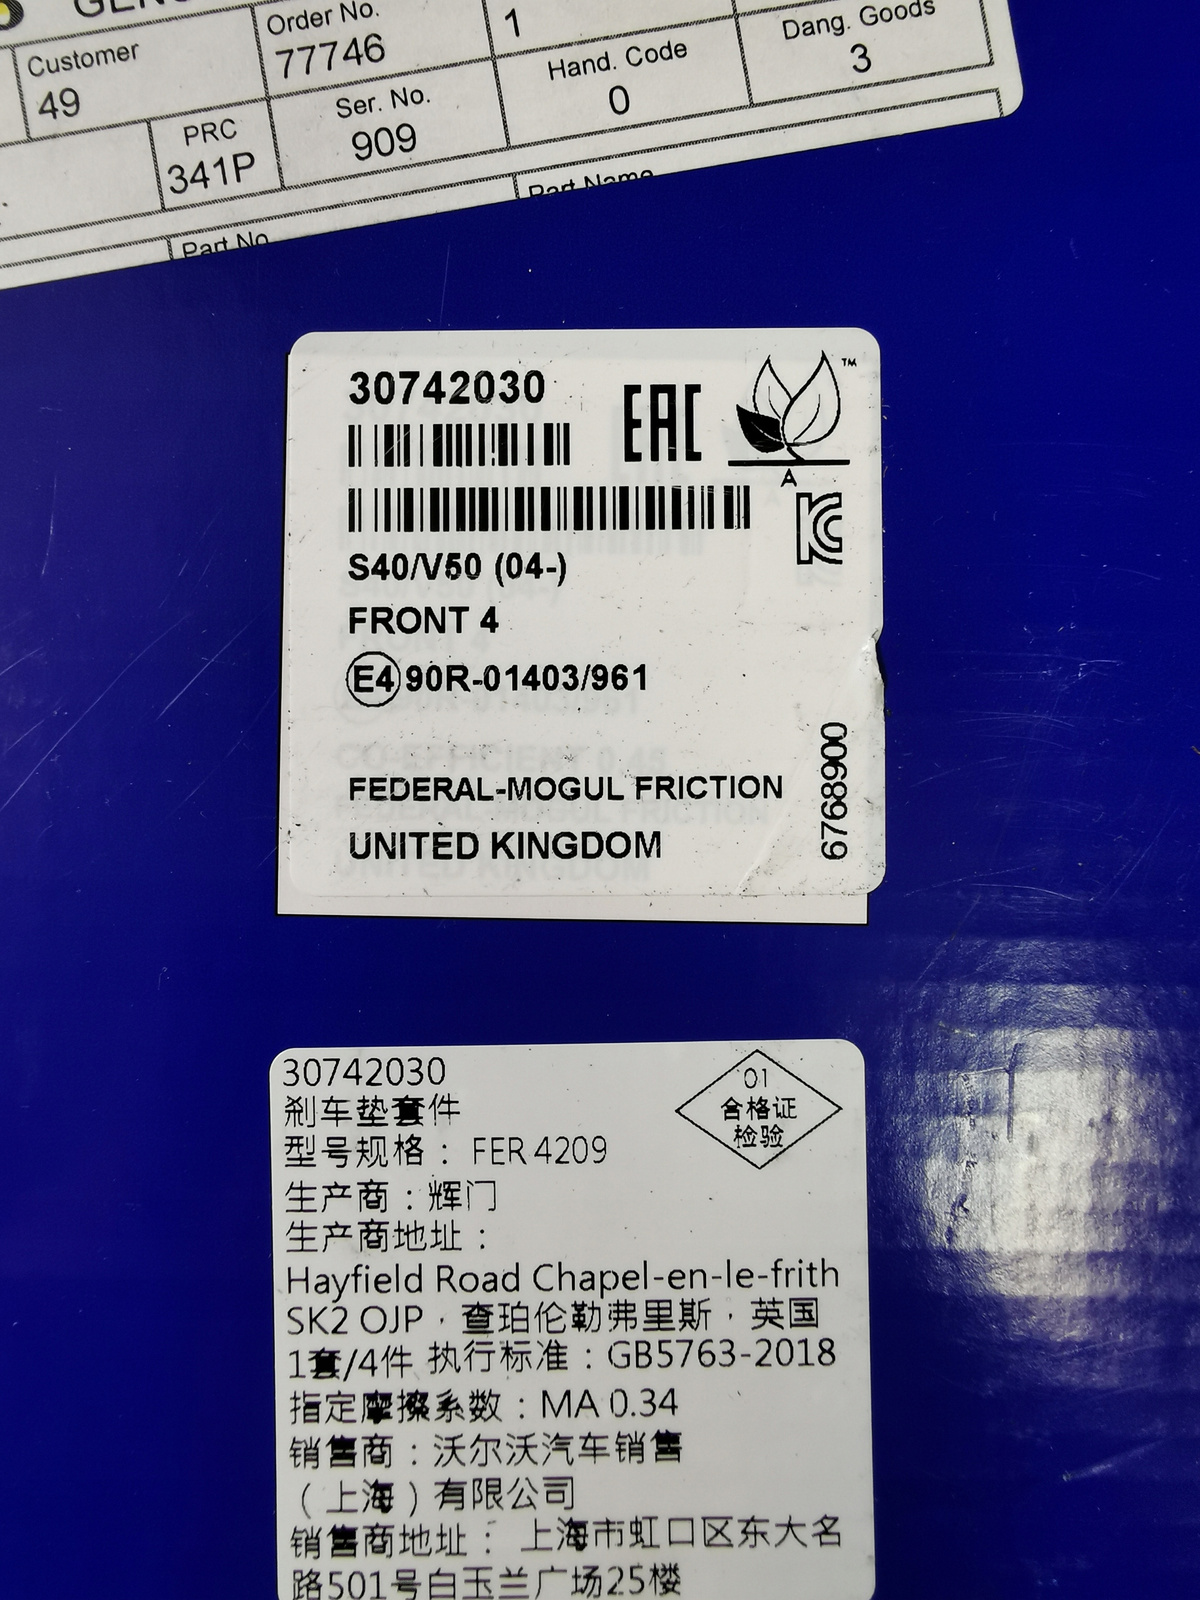 Customer
49
Order No.
77746
1
Hand. Code
0
Dang. Goods
3
PRC
341P
Ser. No.
909
Part No
Part Name
30742030
EAC
TM
A
S40/V50 (04-)
FRONT 4
E4 90R-01403/961
FEDERAL-MOGUL FRICTION
UNITED KINGDOM
6768900
30742030
刹车垫套件
型号规格：FER 4209
01
合格证
检验
生产商：辉门
生产商地址：
Hayfield Road Chapel-en-le-frith
SK2 OJP，查珀伦勒弗里斯，英国
1套/4件 执行标准：GB5763-2018
指定摩擦系数：MA 0.34
销售商：沃尔沃汽车销售
（上海）有限公司
销售商地址： 上海市虹口区东大名
路501号白玉兰广场25楼